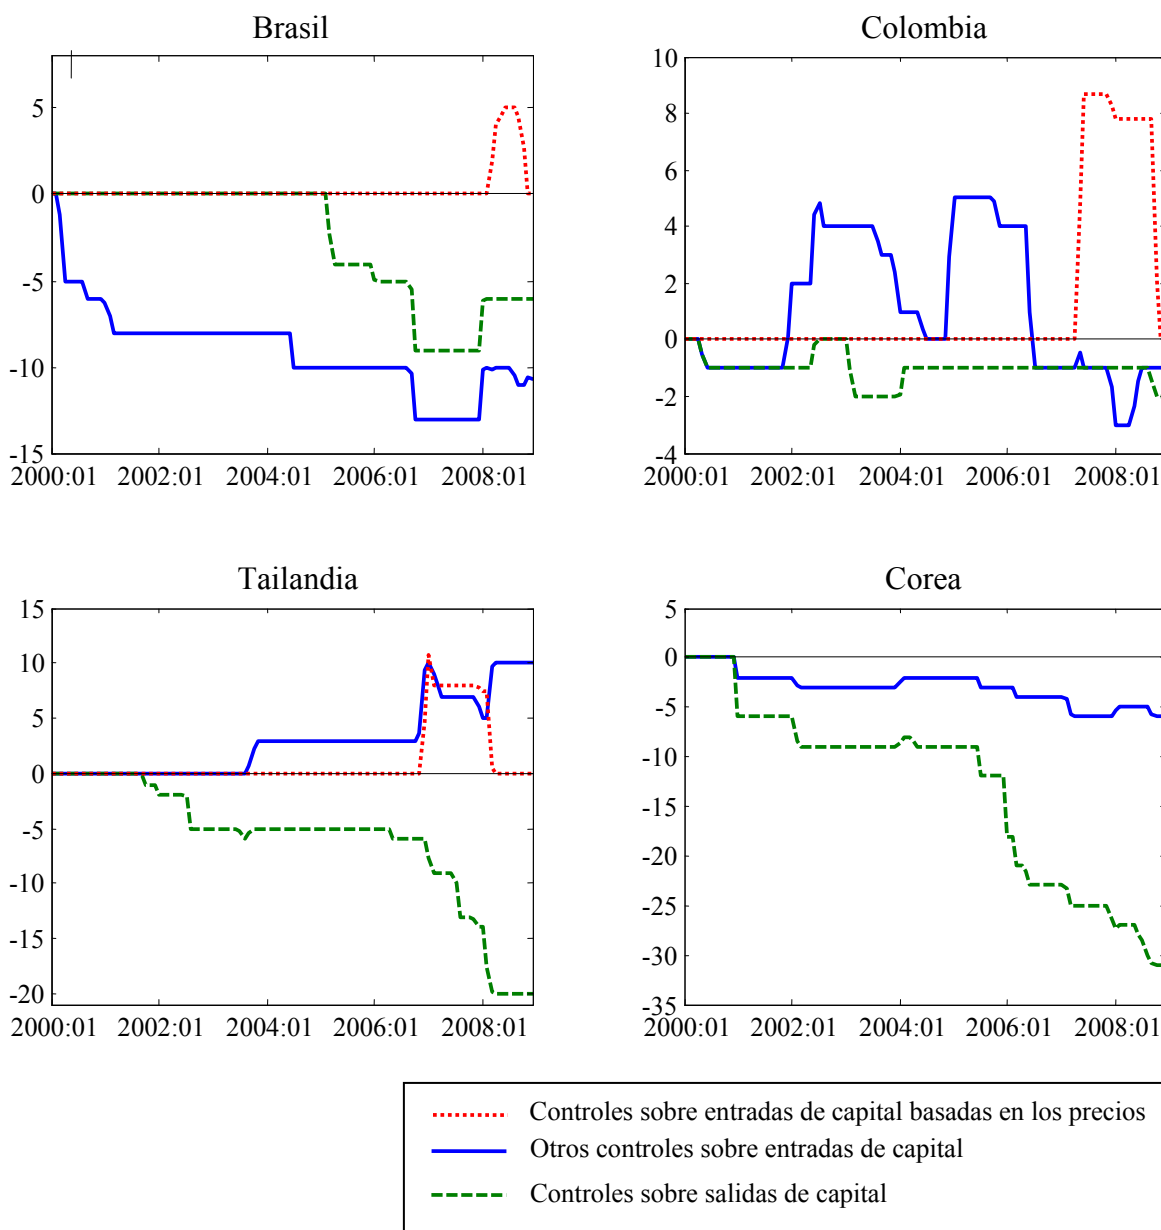 Brasil
5
0
-5
-10
-15
2000:01 2002:01 2004:01 2006:01 2008:01
Colombia
10
8
6
4
2
0
-2
-4
2000:01 2002:01 2004:01 2006:01 2008:01
Tailandia
15
10
5
0
-5
-10
-15
-20
2000:01 2002:01 2004:01 2006:01 2008:01
Corea
5
0
-5
-10
-15
-20
-25
-30
-35
2000:01 2002:01 2004:01 2006:01 2008:01
Controles sobre entradas de capital basadas en los precios
Otros controles sobre entradas de capital
Controles sobre salidas de capital